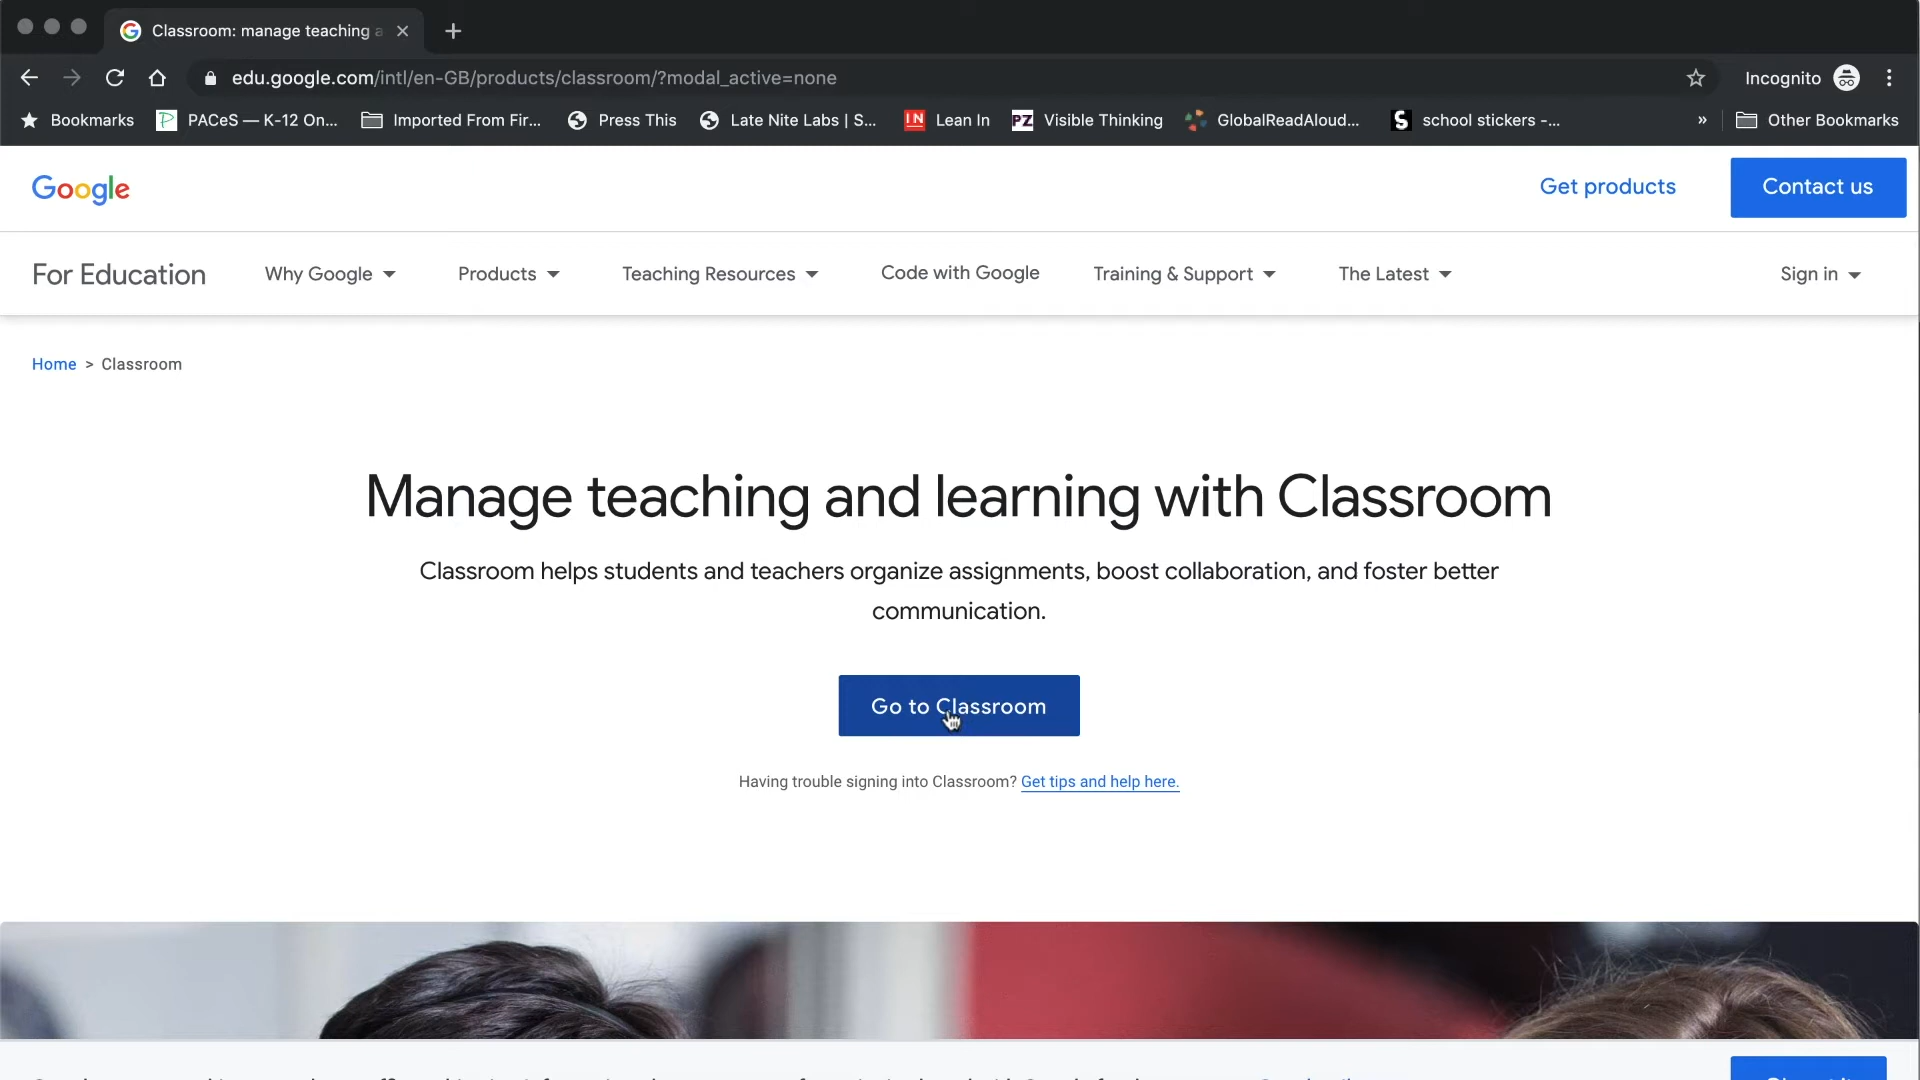 Classroom: manage teaching a
edu.google.com/intl/en-GB/products/classroom/?modal_active=none
Incognito
Bookmarks
PACeS — K-12 On...
Imported From Fir...
Press This
Late Nite Labs | S...
IN Lean In
PZ Visible Thinking
GlobalReadAloud...
S school stickers -...
»
Other Bookmarks
Google
Get products
Contact us
For Education
Why Google
Products
Teaching Resources
Code with Google
Training & Support
The Latest
Sign in
Home > Classroom
Manage teaching and learning with Classroom
Classroom helps students and teachers organize assignments, boost collaboration, and foster better
communication.
Go to Classroom
Having trouble signing into Classroom? Get tips and help here.